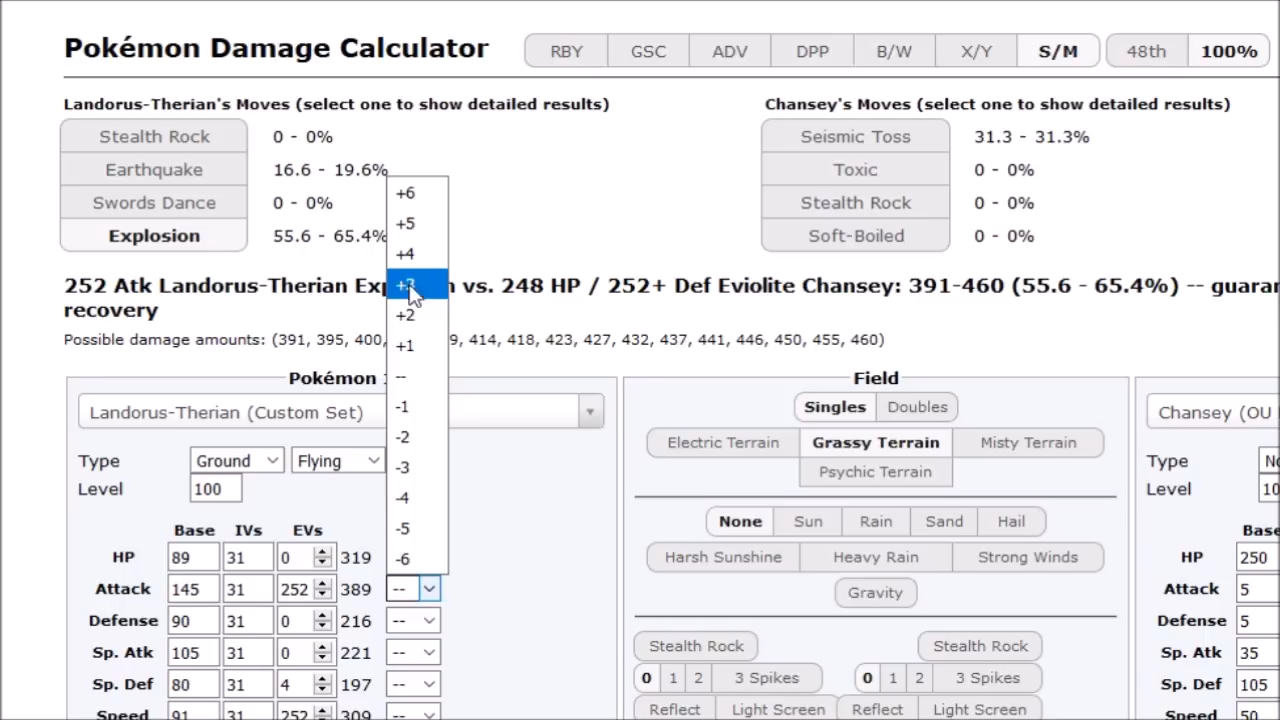 Pokémon Damage Calculator RBY GSC ADV DPP B/W X/Y S/M 48th 100%
Landorus-Therian's Moves (select one to show detailed results) Chansey's Moves (select one to show detailed results)
Stealth Rock 0 - 0% Seismic Toss 31.3 - 31.3%
Earthquake 16.6 - 19.6% Toxic 0 - 0%
Swords Dance 0 - 0% Stealth Rock 0 - 0%
Explosion 55.6 - 65.4% Soft-Boiled 0 - 0%
+6
+5
+4
+3
+2
+1
--
-1
-2
-3
-4
-5
-6
252 Atk Landorus-Therian vs. 248 HP / 252+ Def Eviolite Chansey: 391-460 (55.6 - 65.4%) --
recovery
Possible damage amounts: (391, 395, 400, 414, 418, 423, 427, 432, 437, 441, 446, 450, 455, 460)
Pokémon Field
Landorus-Therian (Custom Set) Singles Doubles Chansey (OU
Electric Terrain Grassy Terrain Misty Terrain
Psychic Terrain
Type Ground Flying Type
Level 100 Level
None Sun Rain Sand Hail
Base IVs EVs Base
HP 89 31 0 319 Harsh Sunshine Heavy Rain Strong Winds HP 250
Attack 145 31 252 389 -- Gravity Attack 5
Defense 90 31 0 216 -- Defense 5
Sp. Atk 105 31 0 221 -- Stealth Rock Stealth Rock Sp. Atk 35
Sp. Def 80 31 4 197 -- 0 1 2 3 Spikes 0 1 2 3 Spikes Sp. Def 105
Speed 91 31 252 309 Reflect Light Screen Reflect Light Screen Speed 50